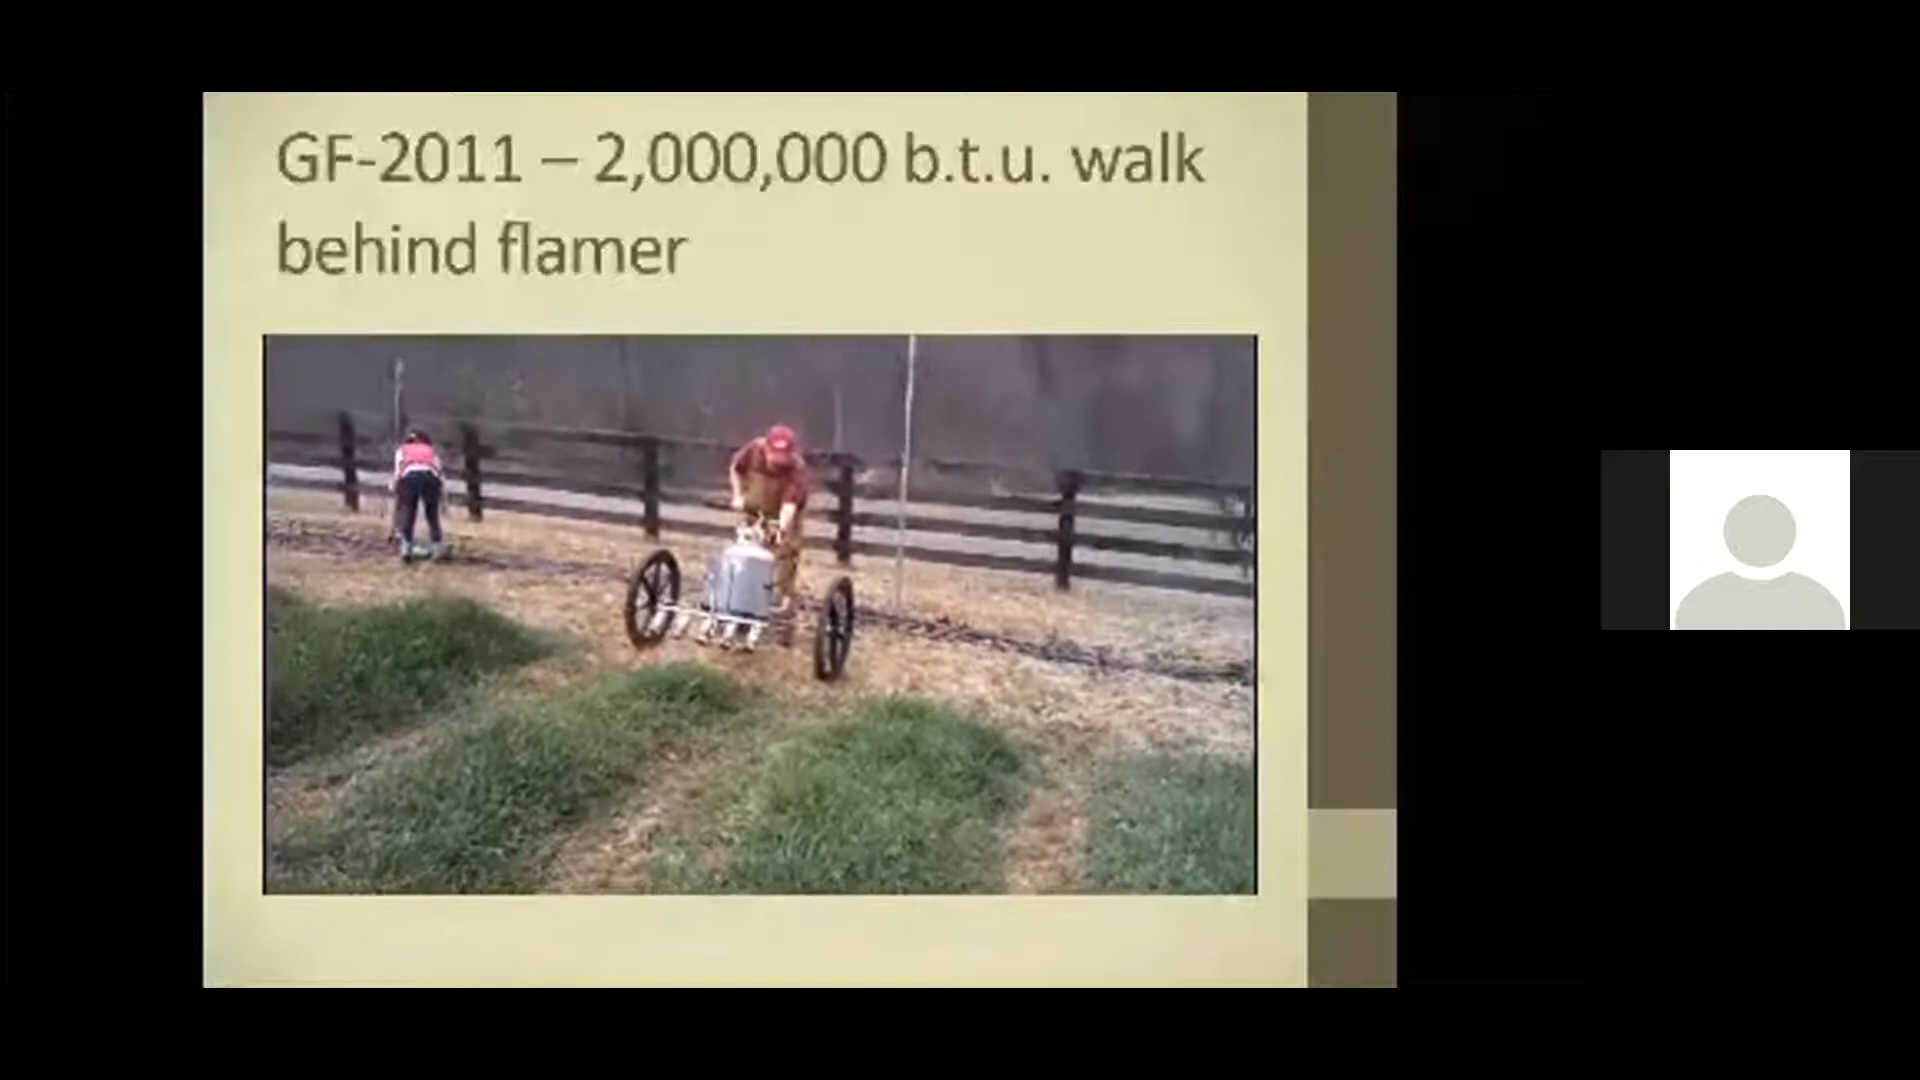 GF-2011 – 2,000,000 b.t.u. walk
behind flamer